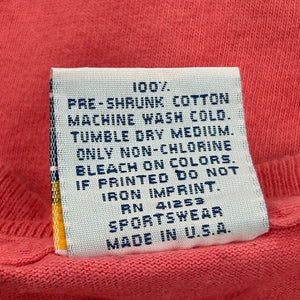 100%
PRE-SHRUNK COTTON
MACHINE WASH COLD.
TUMBLE DRY MEDIUM.
ONLY NON-CHLORINE
BLEACH ON COLORS.
IF PRINTED DO NOT
IRON IMPRINT.
RN 41253
SPORTSWEAR
MADE IN U.S.A.